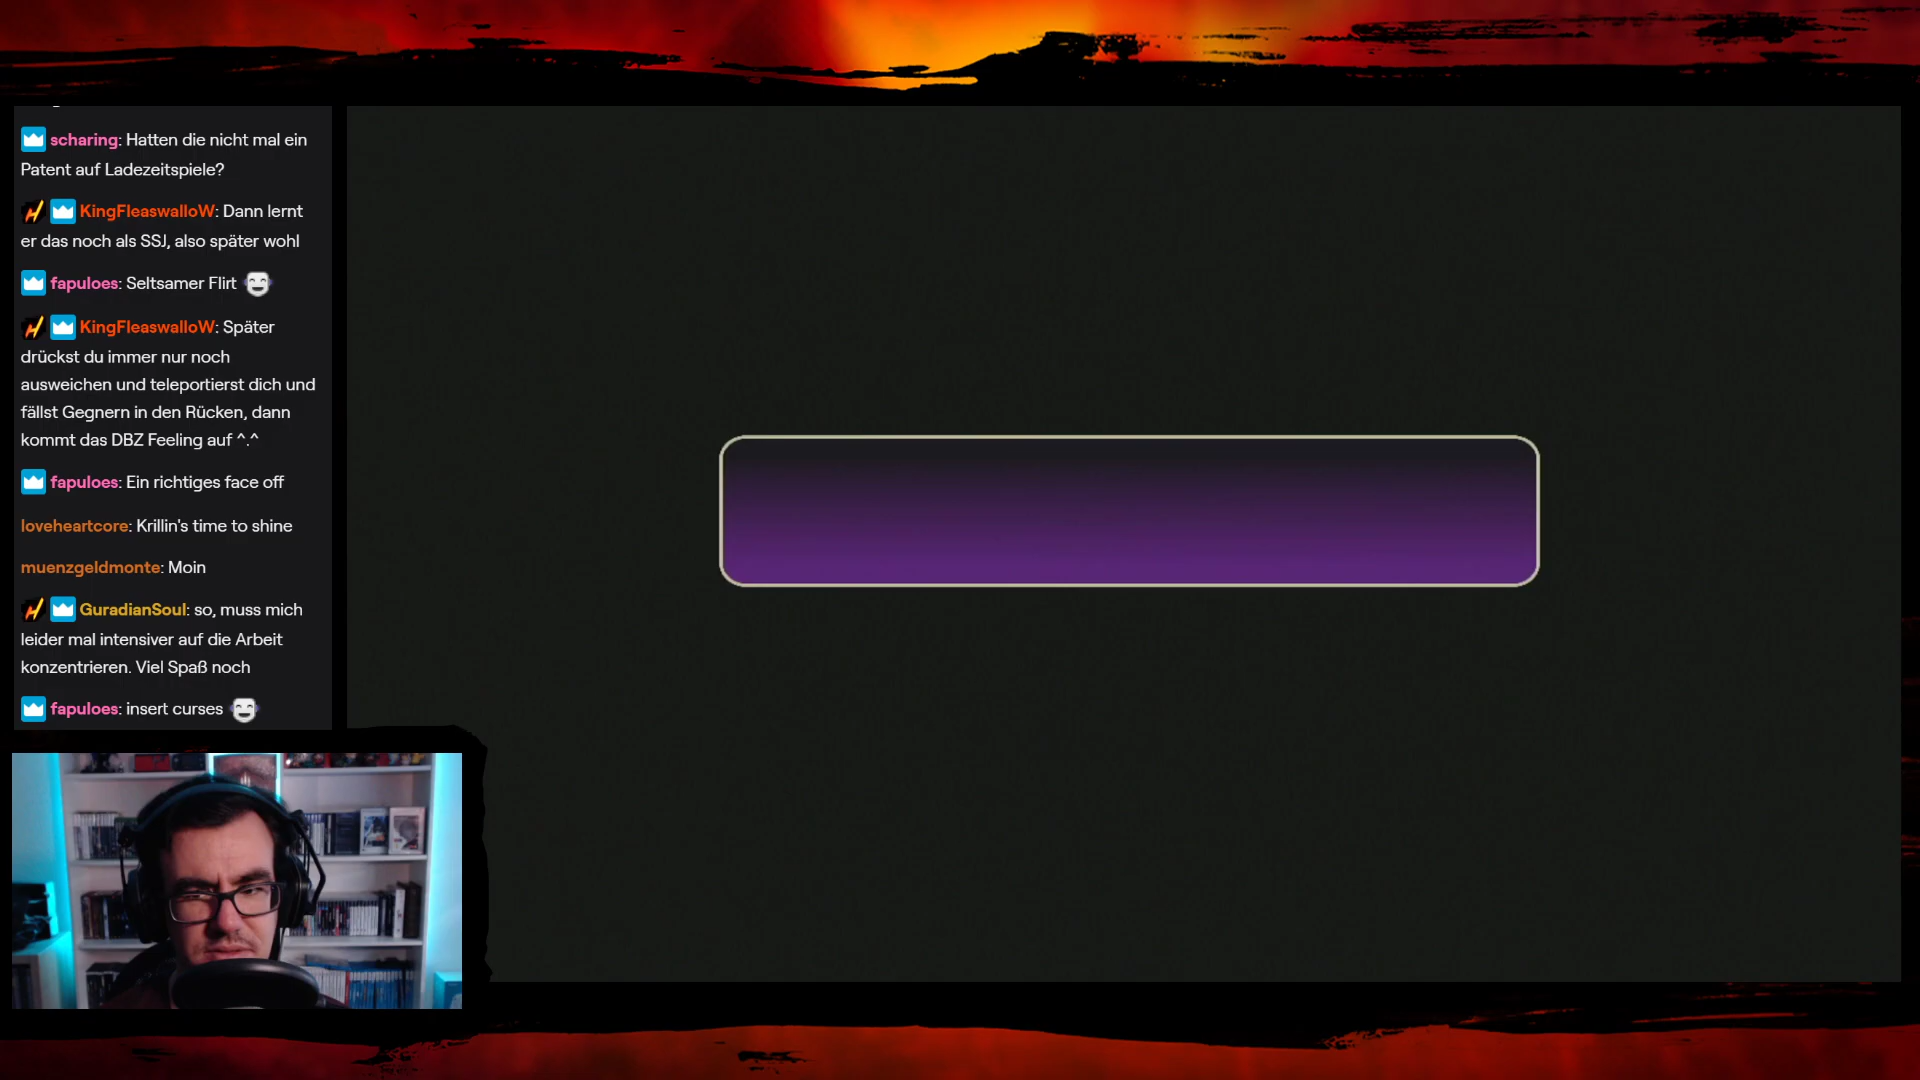 scharing: Hatten die nicht mal ein
Patent auf Ladezeitspiele?
KingFleaswalloW: Dann lernt
er das noch als SSJ, also später wohl
fapuloes: Seltsamer Flirt
KingFleaswalloW: Später
drückst du immer nur noch
ausweichen und teleportierst dich und
fällst Gegnern in den Rücken, dann
kommt das DBZ Feeling auf ^.^
fapuloes: Ein richtiges face off
loveheartcore: Krillin's time to shine
muenzgeldmonte: Moin
GuradianSoul: so, muss mich
leider mal intensiver auf die Arbeit
konzentrieren. Viel Spaß noch
fapuloes: insert curses